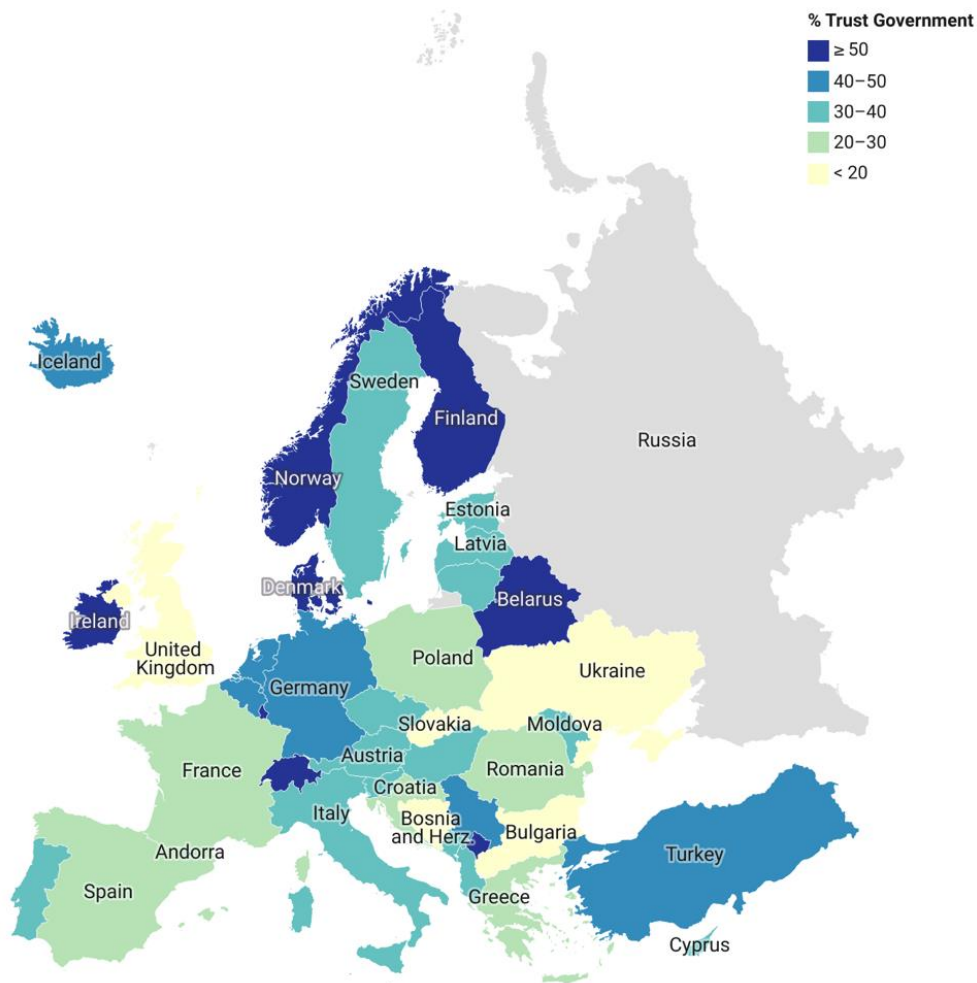 % Trust Government
≥ 50
40–50
30–40
20–30
< 20
Iceland
Sweden
Finland
Russia
Norway
Estonia
Latvia
Denmark
Belarus
Ireland
United
Kingdom
Poland
Ukraine
Germany
Slovakia
Moldova
Austria
France
Romania
Croatia
Italy
Bosnia
and Herz.
Bulgaria
Andorra
Turkey
Spain
Greece
Cyprus